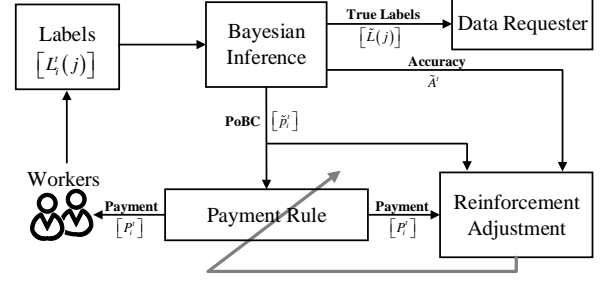 Labels
[L_i^t(j)]
Bayesian
Inference
True Labels
[L̃(j)]
Data Requester
Accuracy
Ã^t
PoBC [p̃_i^t]
Workers
Payment
[P_i^t]
Payment Rule
Payment
[P_i^t]
Reinforcement
Adjustment